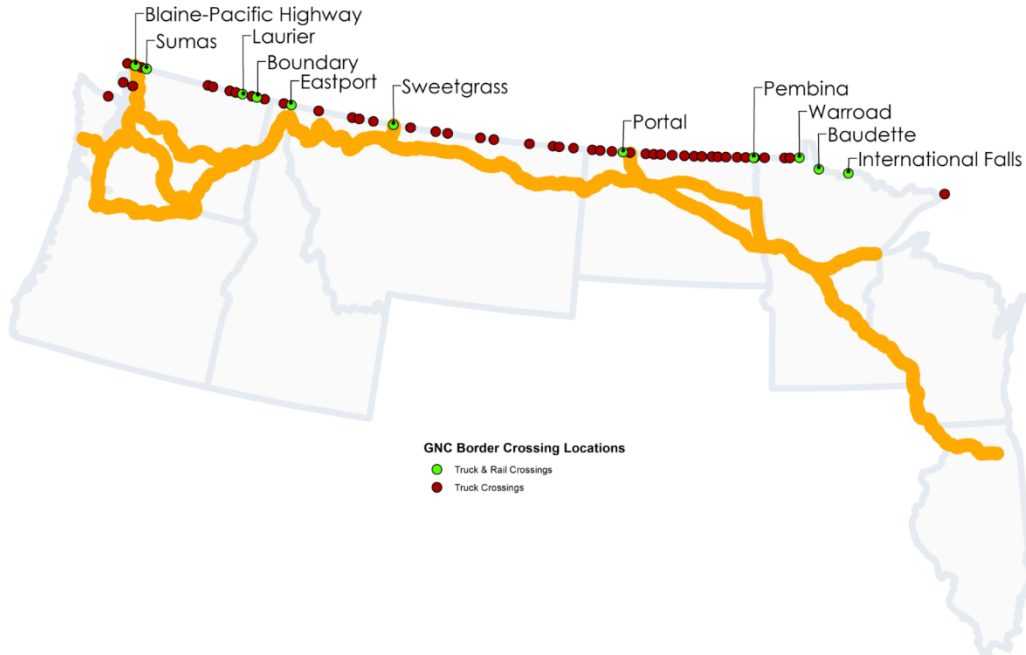 Blaine-Pacific Highway
Sumas
Laurier
Boundary
Eastport
Sweetgrass
Portal
Pembina
Warroad
Baudette
International Falls
GNC Border Crossing Locations
Truck & Rail Crossings
Truck Crossings